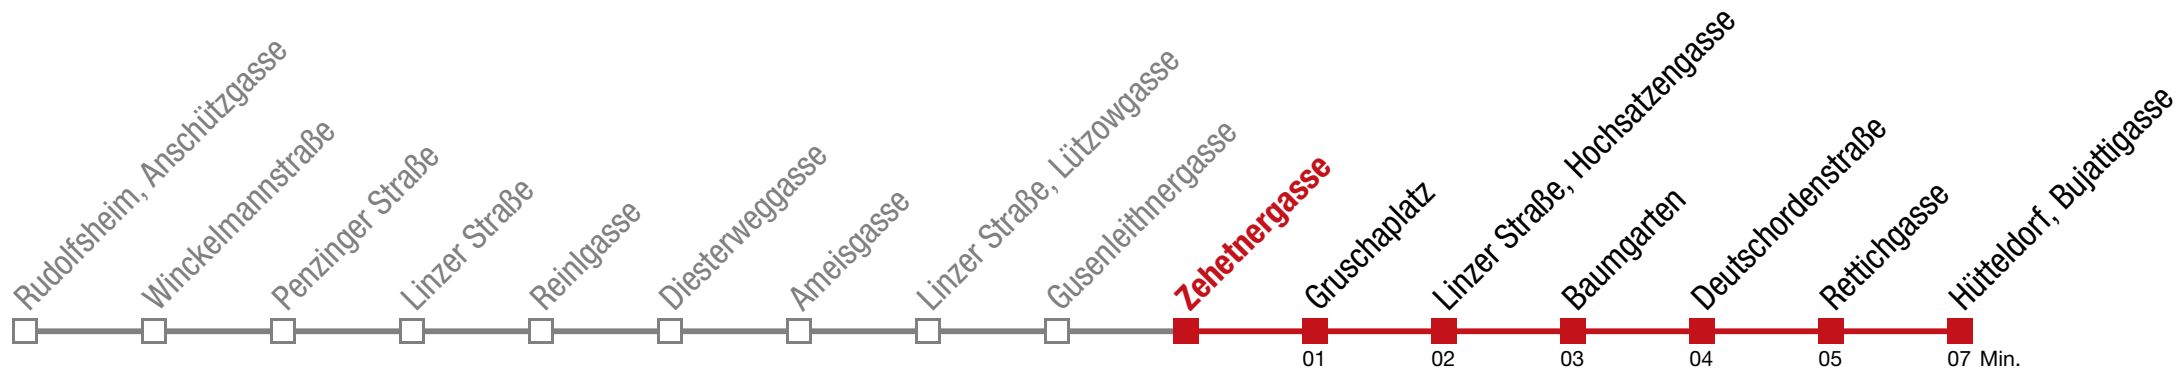 Rudolfsheim, Anschützgasse
Winckelmannstraße
Penzinger Straße
Linzer Straße
Reinlgasse
Diesterweggasse
Ameisgasse
Linzer Straße, Lützowgasse
Gusenleithnergasse
Zehetnergasse
Gruschaplatz
Linzer Straße, Hochsatzengasse
Baumgarten
Deutschordenstraße
Rettichgasse
Hütteldorf, Bujattigasse
01 02 03 04 05 07 Min.